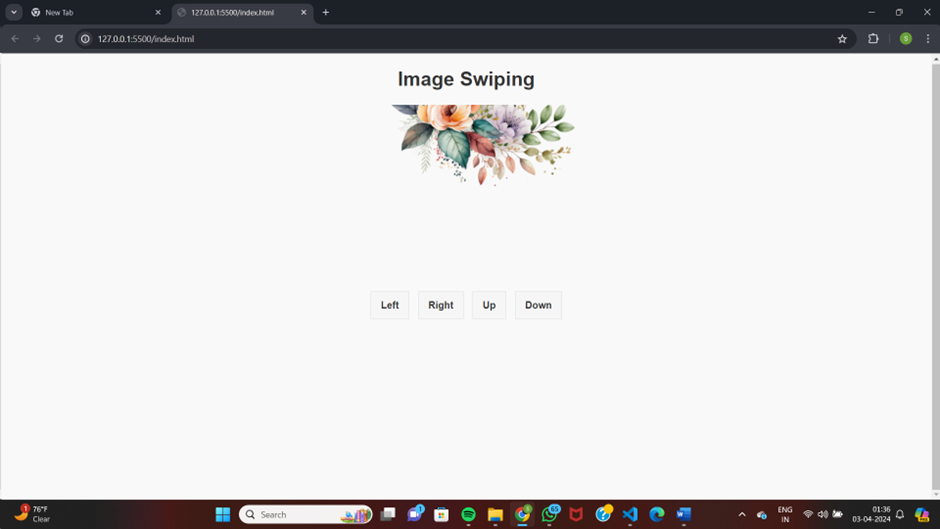 New Tab
127.0.0.1:5500/index.html
127.0.0.1:5500/index.html
S
Image Swiping
Left
Right
Up
Down
1
76°F
Clear
Search
1
ENG
IN
01:36
03-04-2024